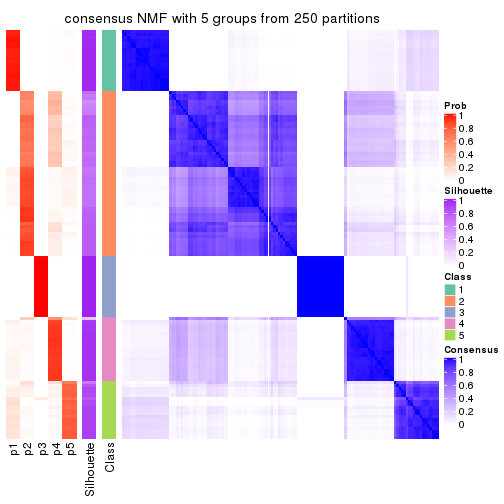 consensus NMF with 5 groups from 250 partitions
Prob
1
0.8
0.6
0.4
0.2
0
Silhouette
1
0.8
0.6
0.4
0.2
0
Class
1
2
3
4
5
Consensus
1
0.8
0.6
0.4
0.2
0
p1
p2
p3
p4
p5
Silhouette
Class